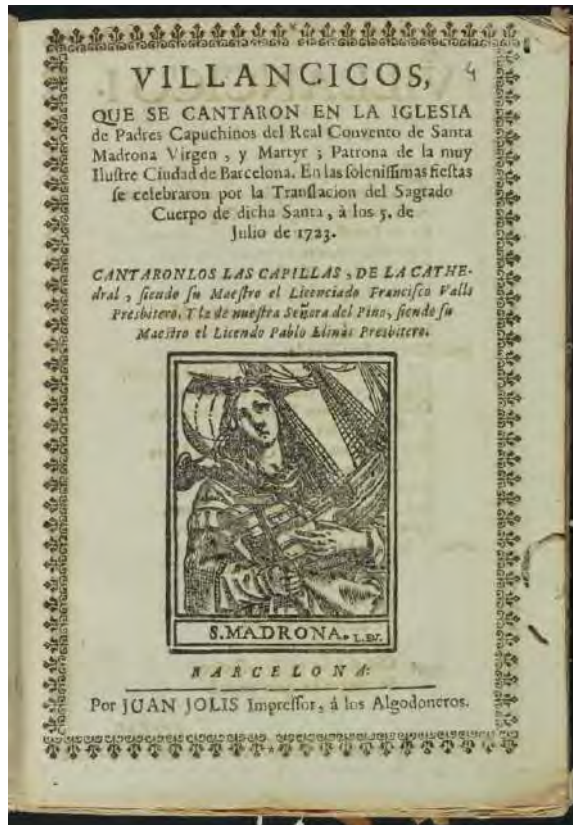 4
VILLANCICOS,
QUE SE CANTARON EN LA IGLESIA
de Padres Capuchinos del Real Convento de Santa
Madrona Virgen , y Martyr ; Patrona de la muy
Iluſtre Ciudad de Barcelona. En las ſoleniſſimas fieſtas
ſe celebraron por la Tranſlacion del Sagrado
Cuerpo de dicha Santa , à los 5. de
Julio de 1723.
CANTARONLOS LAS CAPILLAS , DE LA CATHE-
dral , ſiendo ſu Maeſtro el Licenciado Franciſco Valls
Presbitero. Y la de nueſtra Señora del Pino, ſiendo ſu
Maeſtro el Licendo Pablo Llinàs Presbitero.
S. MADRONA.
BARCELONA:
Por JUAN JOLIS Impreſſor, á los Algodoneros.